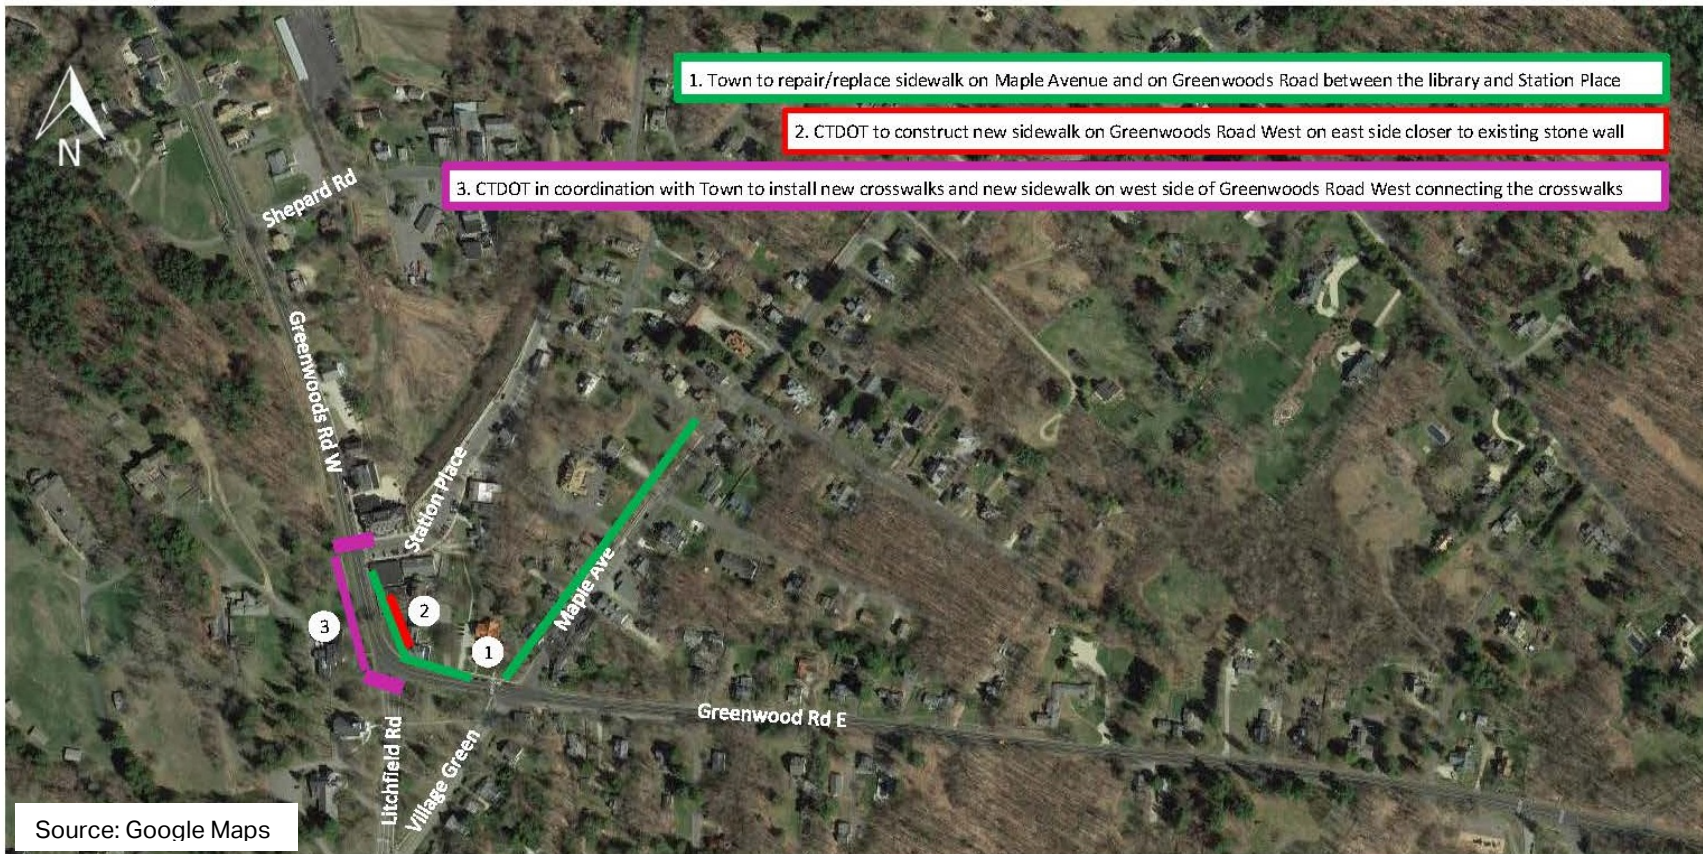 1. Town to repair/replace sidewalk on Maple Avenue and on Greenwoods Road between the library and Station Place
2. CTDOT to construct new sidewalk on Greenwoods Road West on east side closer to existing stone wall
3. CTDOT in coordination with Town to install new crosswalks and new sidewalk on west side of Greenwoods Road West connecting the crosswalks
N
Shepard Rd
Greenwoods Rd W
Station Place
Maple Ave
2
3
1
Greenwood Rd E
Litchfield Rd
Village Green
Source: Google Maps